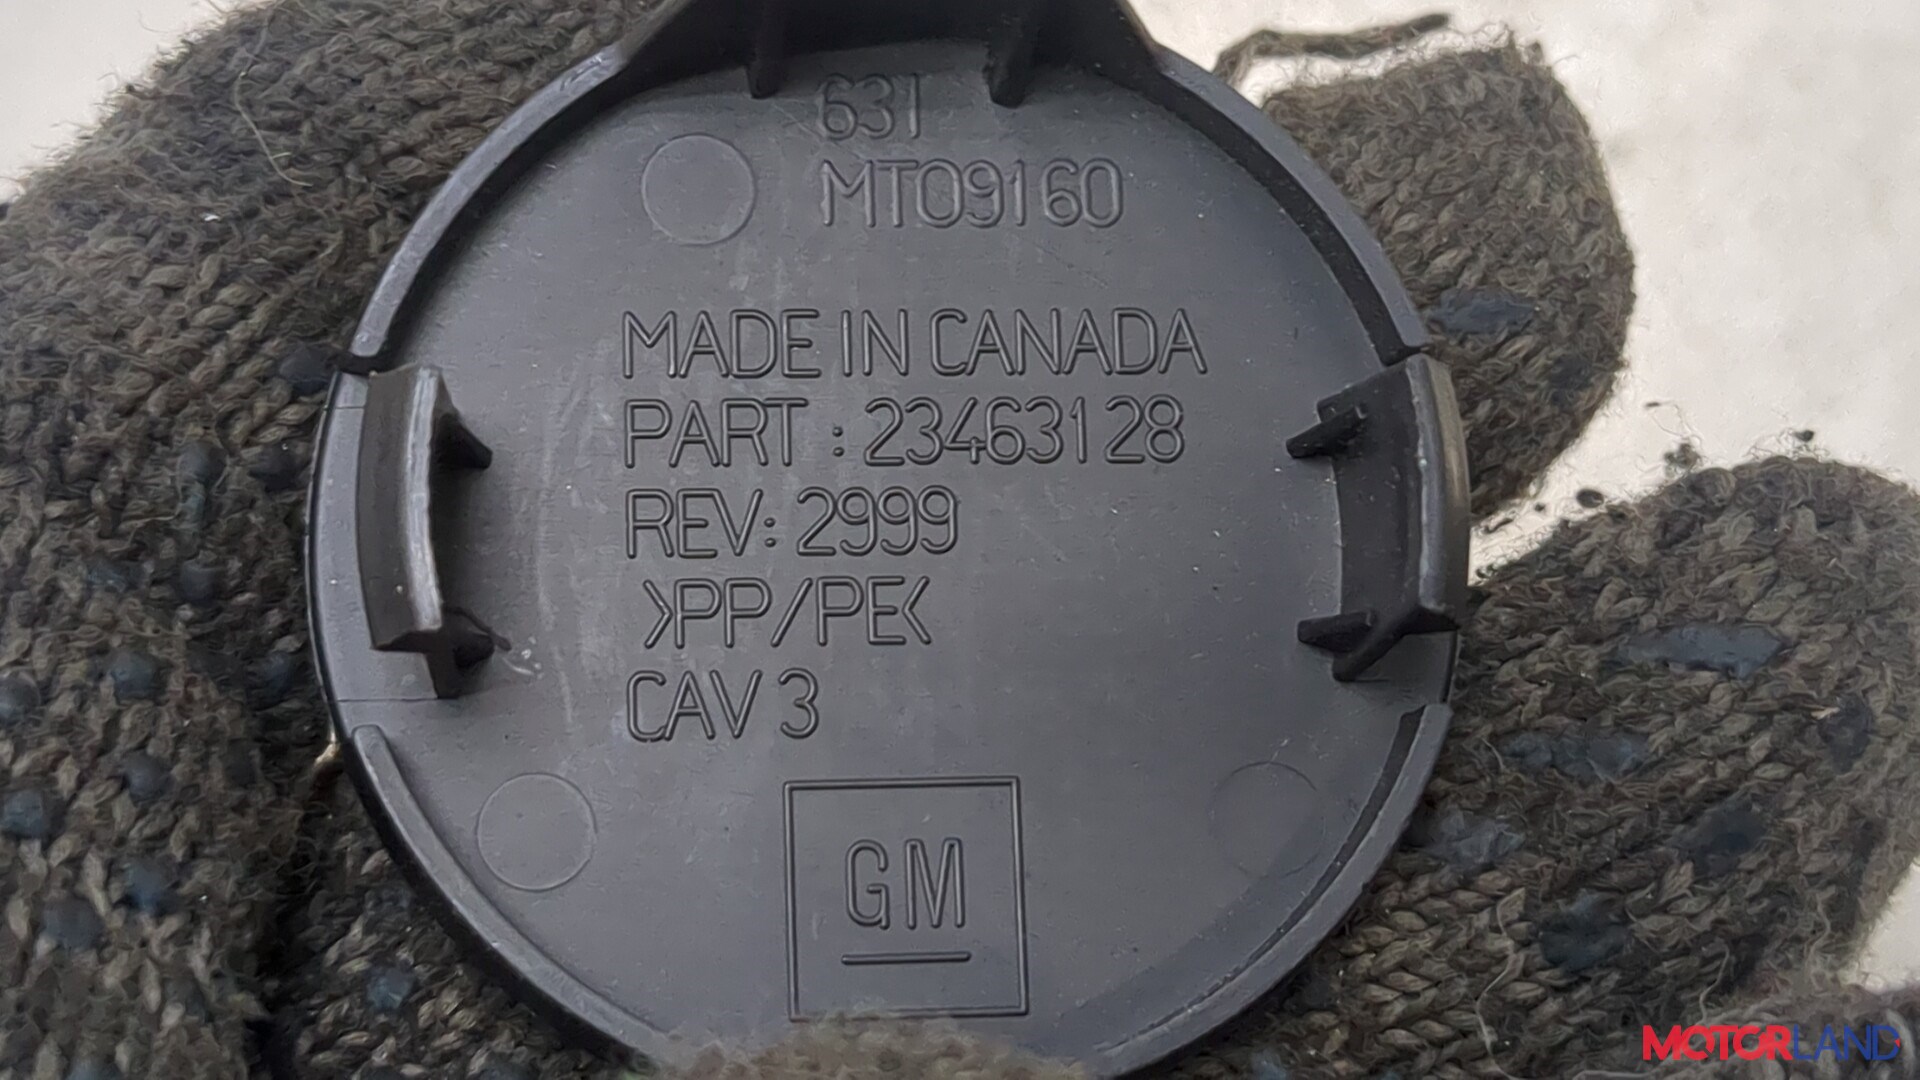 631
MT09160
MADE IN CANADA
PART : 23463128
REV: 2999
>PP/PE<
CAV 3
GM
MOTORLAND